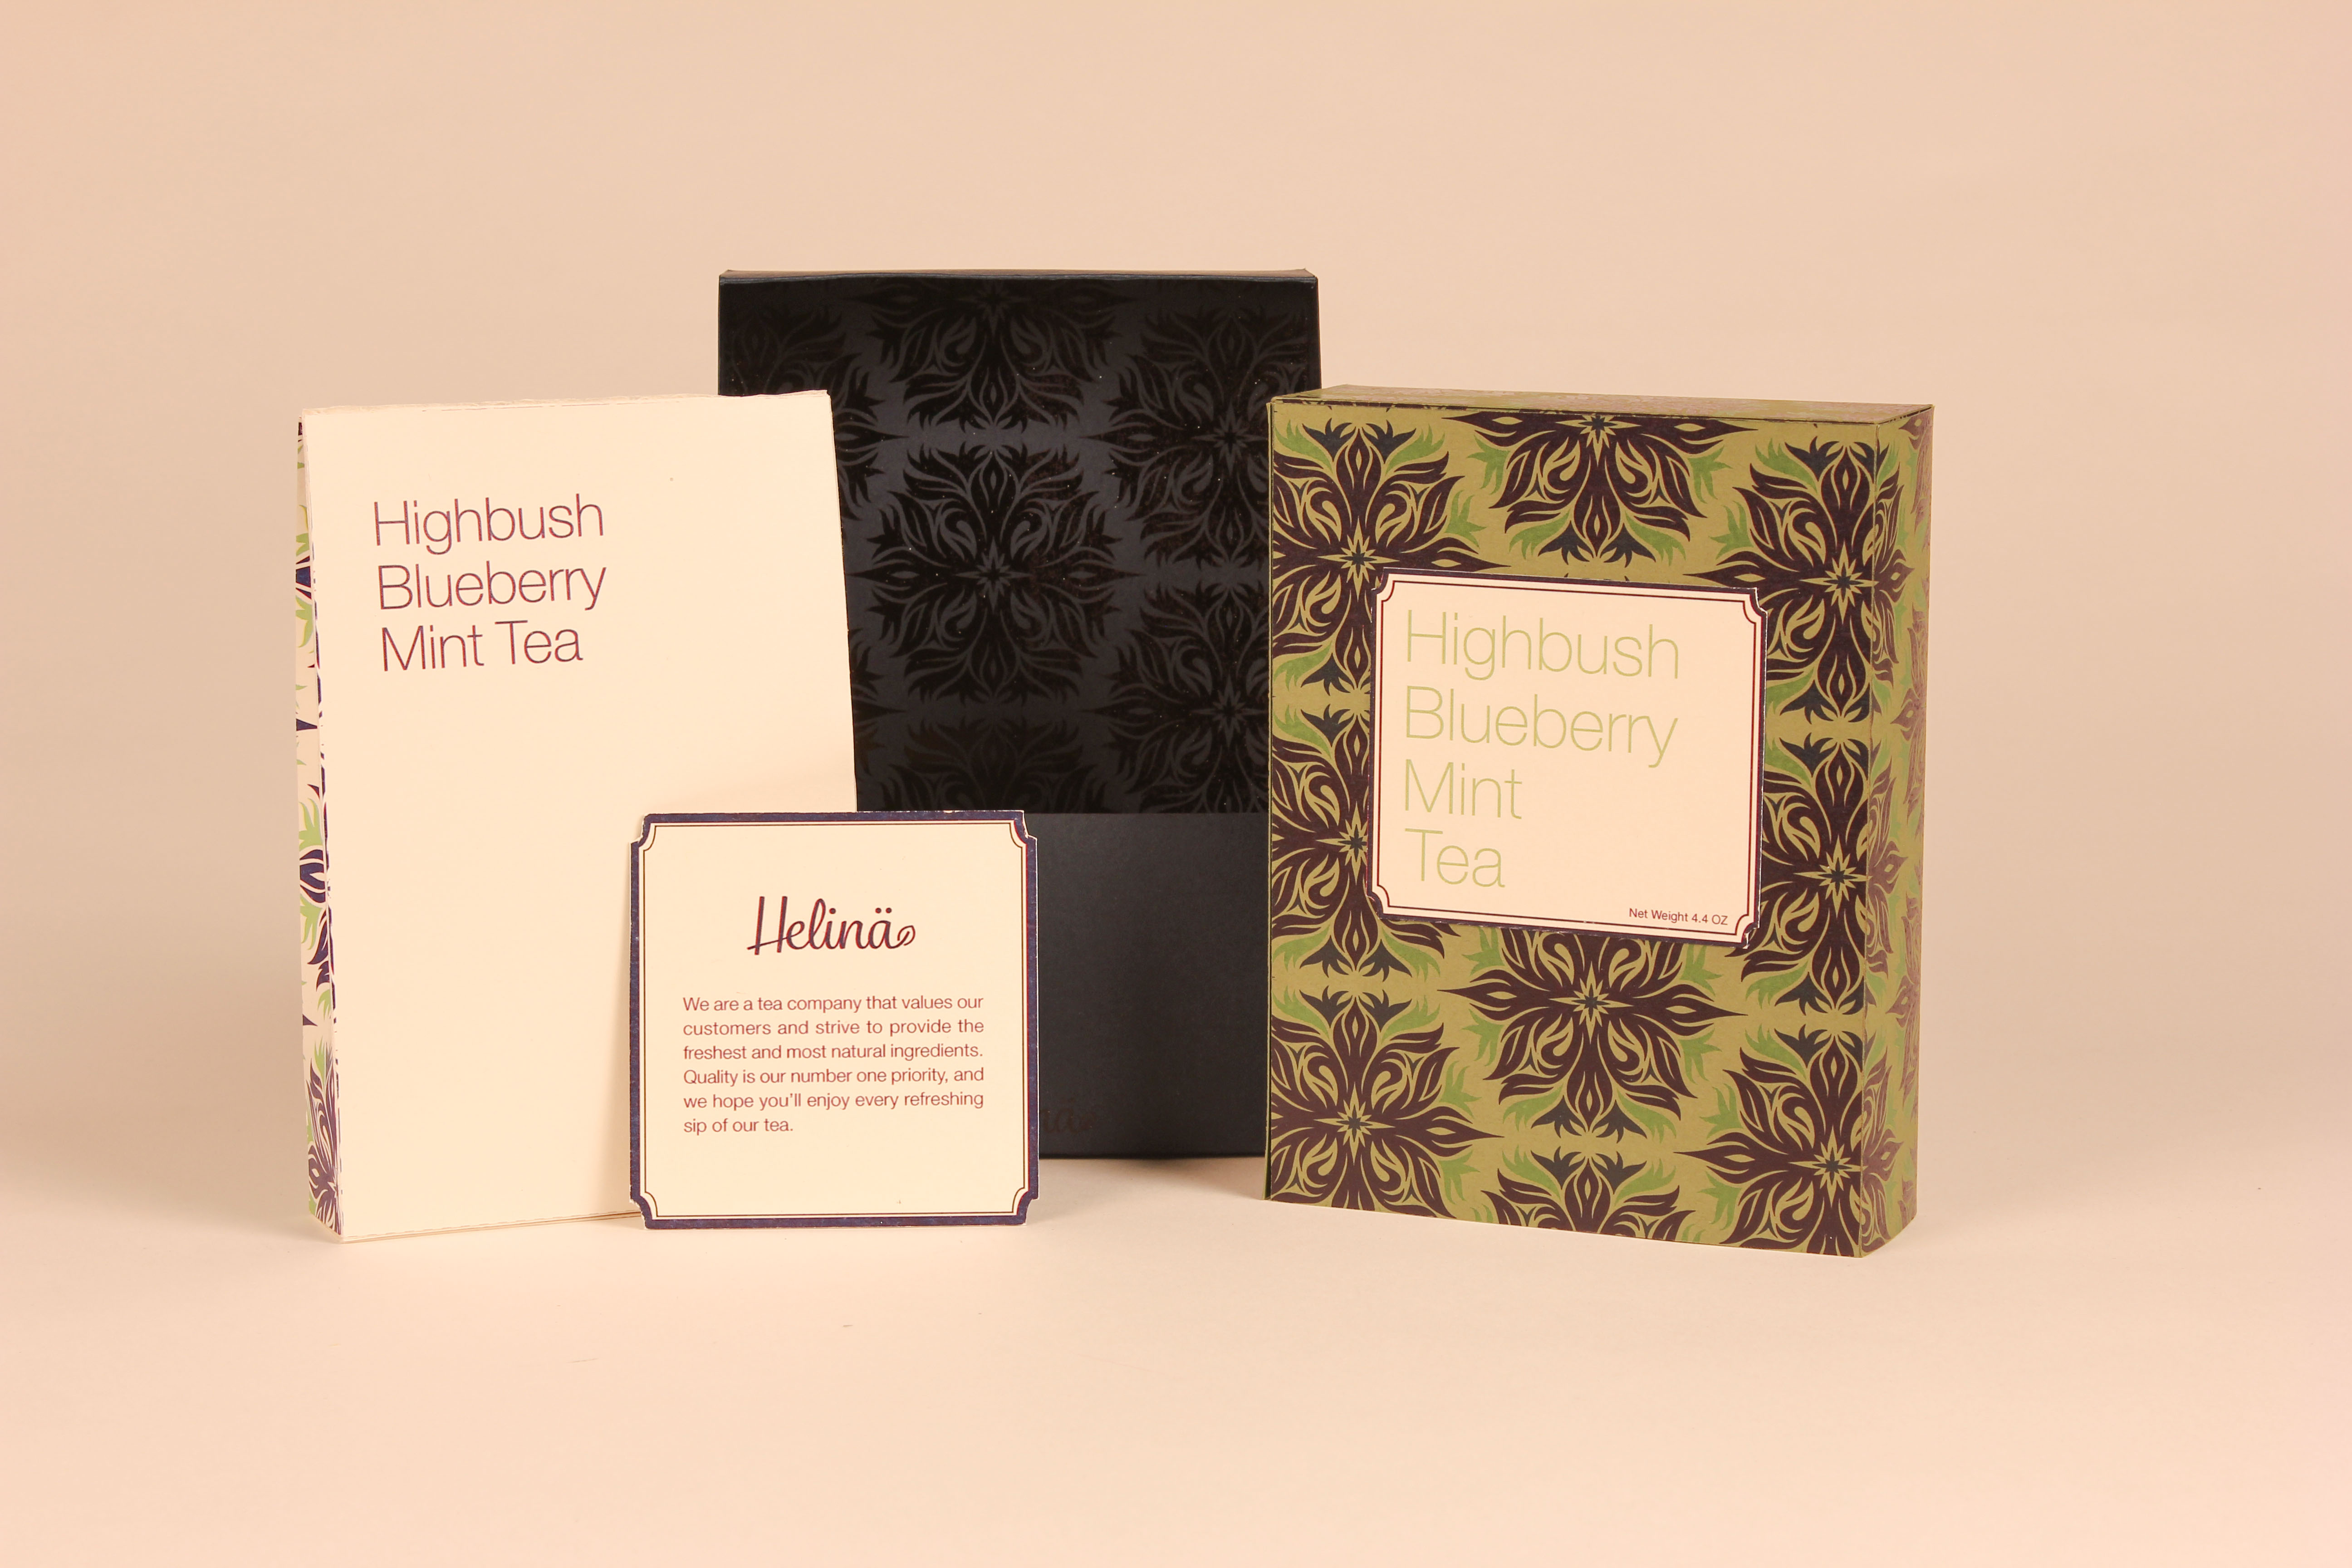 Highbush
Blueberry
Mint Tea
Helinä
We are a tea company that values our
customers and strive to provide the
freshest and most natural ingredients.
Quality is our number one priority, and
we hope you'll enjoy every refreshing
sip of our tea.
Highbush
Blueberry
Mint
Tea
Net Weight 4.4 OZ